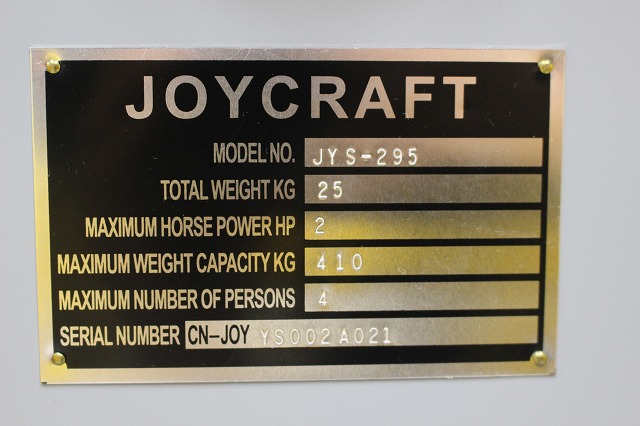 JOYCRAFT
MODEL NO. JYS-295
TOTAL WEIGHT KG 25
MAXIMUM HORSE POWER HP 2
MAXIMUM WEIGHT CAPACITY KG 410
MAXIMUM NUMBER OF PERSONS 4
SERIAL NUMBER CN-JOY YS002A021